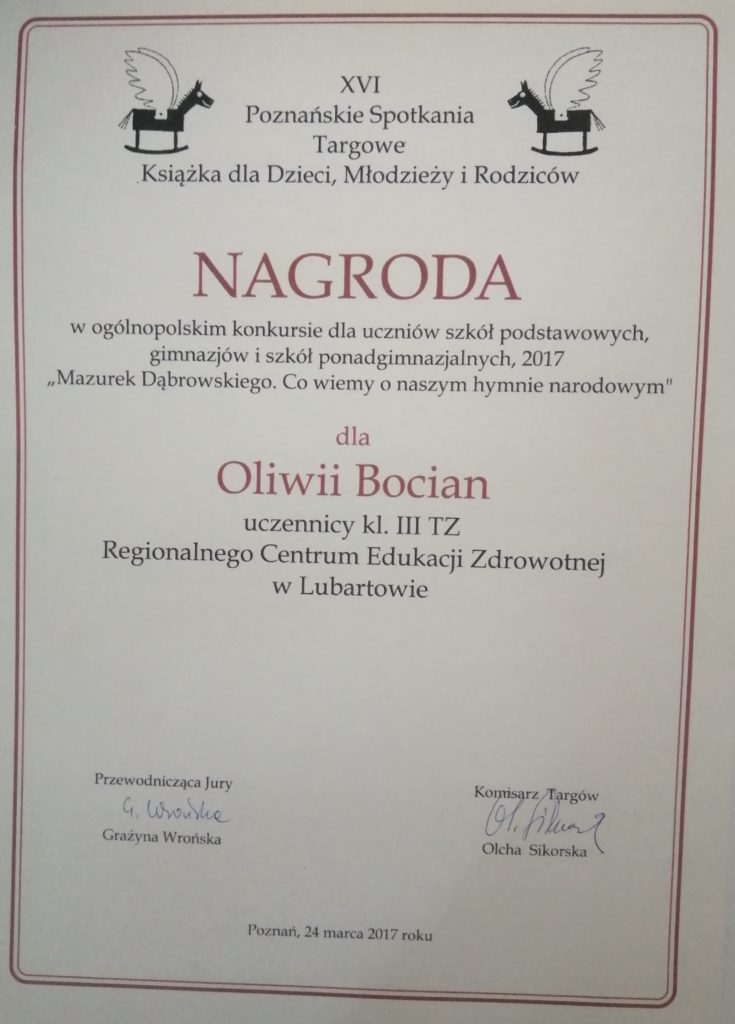 XVI
Poznańskie Spotkania
Targowe
Książka dla Dzieci, Młodzieży i Rodziców
NAGRODA
w ogólnopolskim konkursie dla uczniów szkół podstawowych,
gimnazjów i szkół ponadgimnazjalnych, 2017
„Mazurek Dąbrowskiego. Co wiemy o naszym hymnie narodowym"
dla
Oliwii Bocian
uczennicy kl. III TZ
Regionalnego Centrum Edukacji Zdrowotnej
w Lubartowie
Przewodnicząca Jury
G. Wrońska
Grażyna Wrońska
Komisarz Targów
Ol. Sikorska
Olcha Sikorska
Poznań, 24 marca 2017 roku